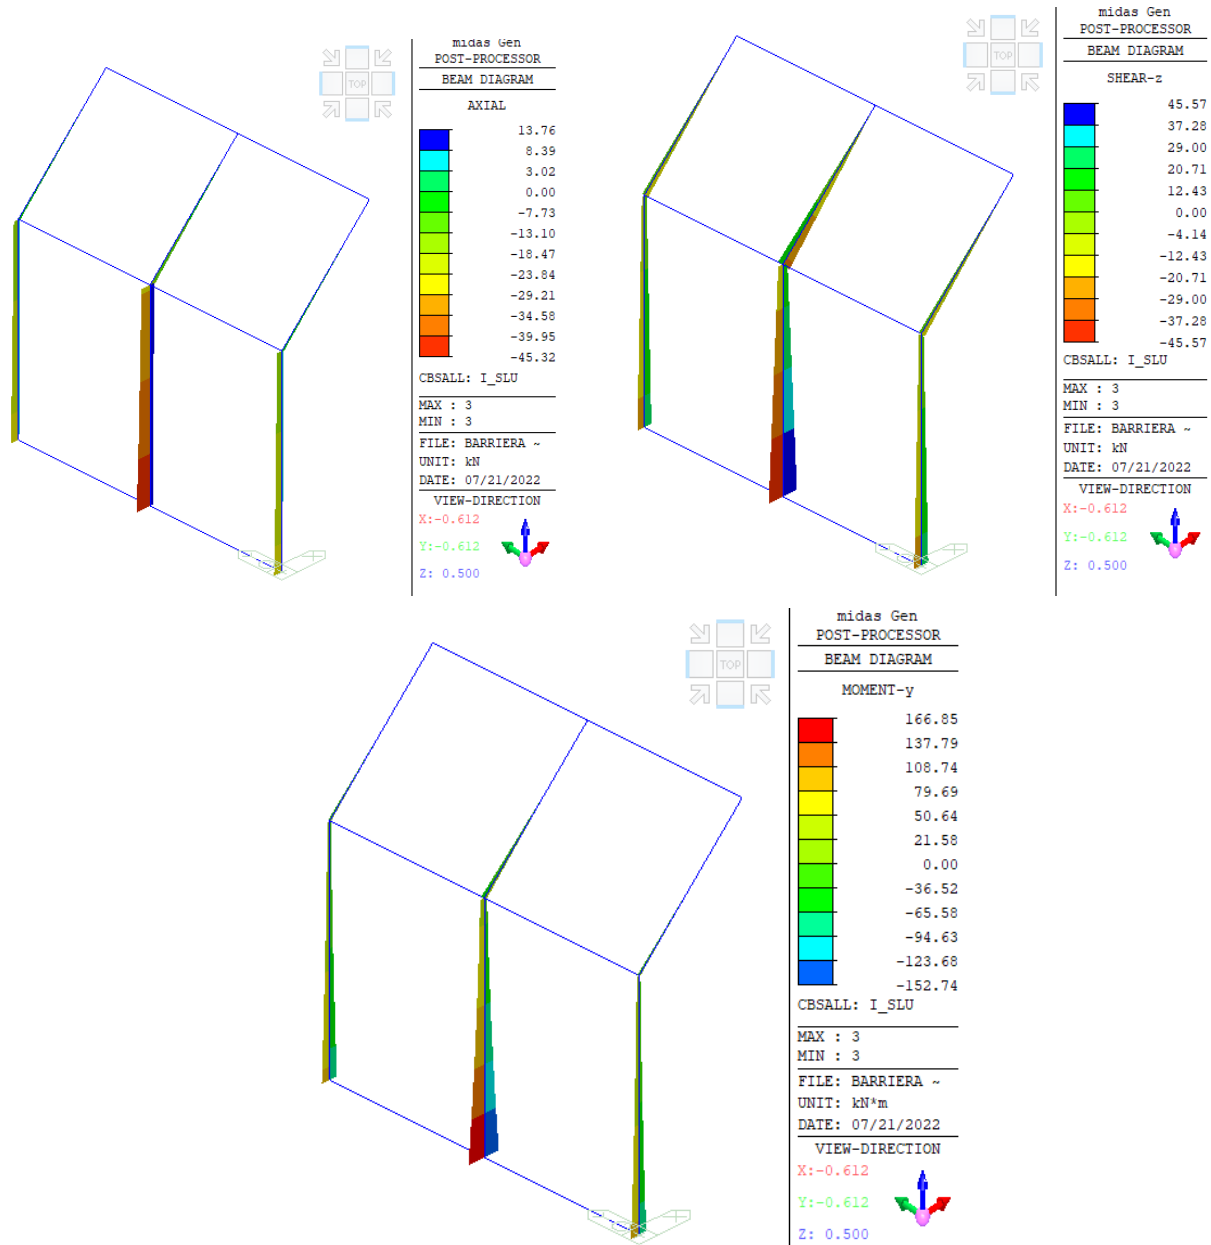 TOP
midas Gen
POST-PROCESSOR
BEAM DIAGRAM
AXIAL
13.76
8.39
3.02
0.00
-7.73
-13.10
-18.47
-23.84
-29.21
-34.58
-39.95
-45.32
CBSALL: I_SLU
MAX : 3
MIN : 3
FILE: BARRIERA ~
UNIT: kN
DATE: 07/21/2022
VIEW-DIRECTION
X:-0.612
Y:-0.612
Z: 0.500
TOP
midas Gen
POST-PROCESSOR
BEAM DIAGRAM
SHEAR-z
45.57
37.28
29.00
20.71
12.43
0.00
-4.14
-12.43
-20.71
-29.00
-37.28
-45.57
CBSALL: I_SLU
MAX : 3
MIN : 3
FILE: BARRIERA ~
UNIT: kN
DATE: 07/21/2022
VIEW-DIRECTION
X:-0.612
Y:-0.612
Z: 0.500
TOP
midas Gen
POST-PROCESSOR
BEAM DIAGRAM
MOMENT-y
166.85
137.79
108.74
79.69
50.64
21.58
0.00
-36.52
-65.58
-94.63
-123.68
-152.74
CBSALL: I_SLU
MAX : 3
MIN : 3
FILE: BARRIERA ~
UNIT: kN*m
DATE: 07/21/2022
VIEW-DIRECTION
X:-0.612
Y:-0.612
Z: 0.500